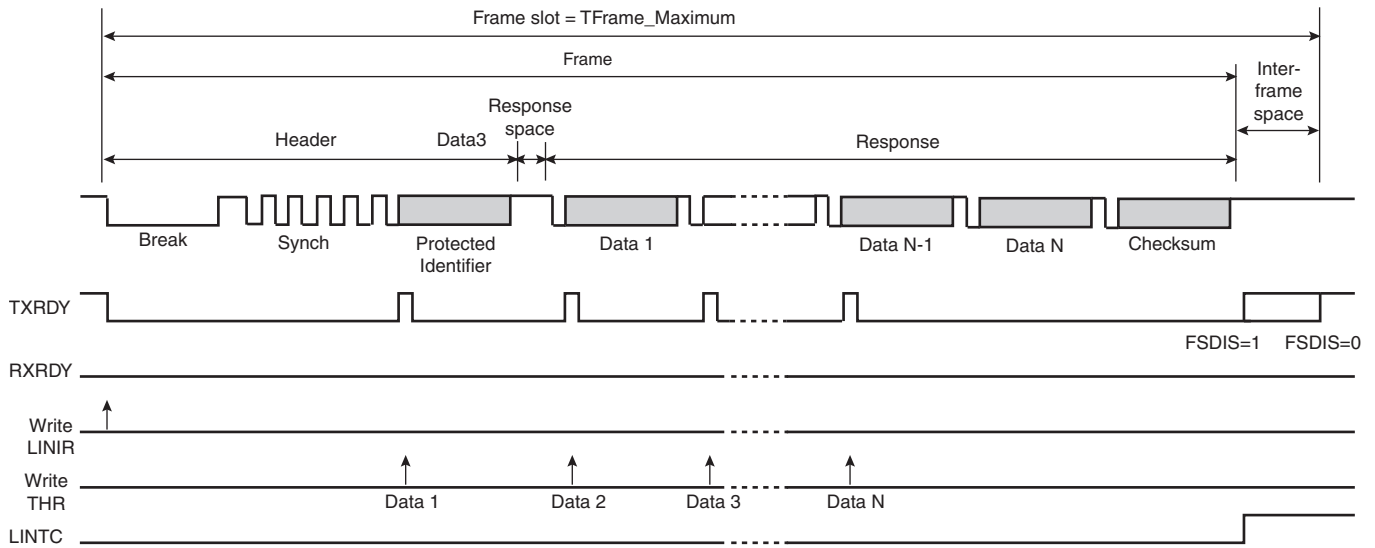 Frame slot = TFrame_Maximum
Frame
Inter-
frame
space
Response
space
Header
Data3
Response
Break
Synch
Protected
Identifier
Data 1
Data N-1
Data N
Checksum
TXRDY
FSDIS=1
FSDIS=0
RXRDY
Write
LINIR
Write
THR
Data 1
Data 2
Data 3
Data N
LINTC